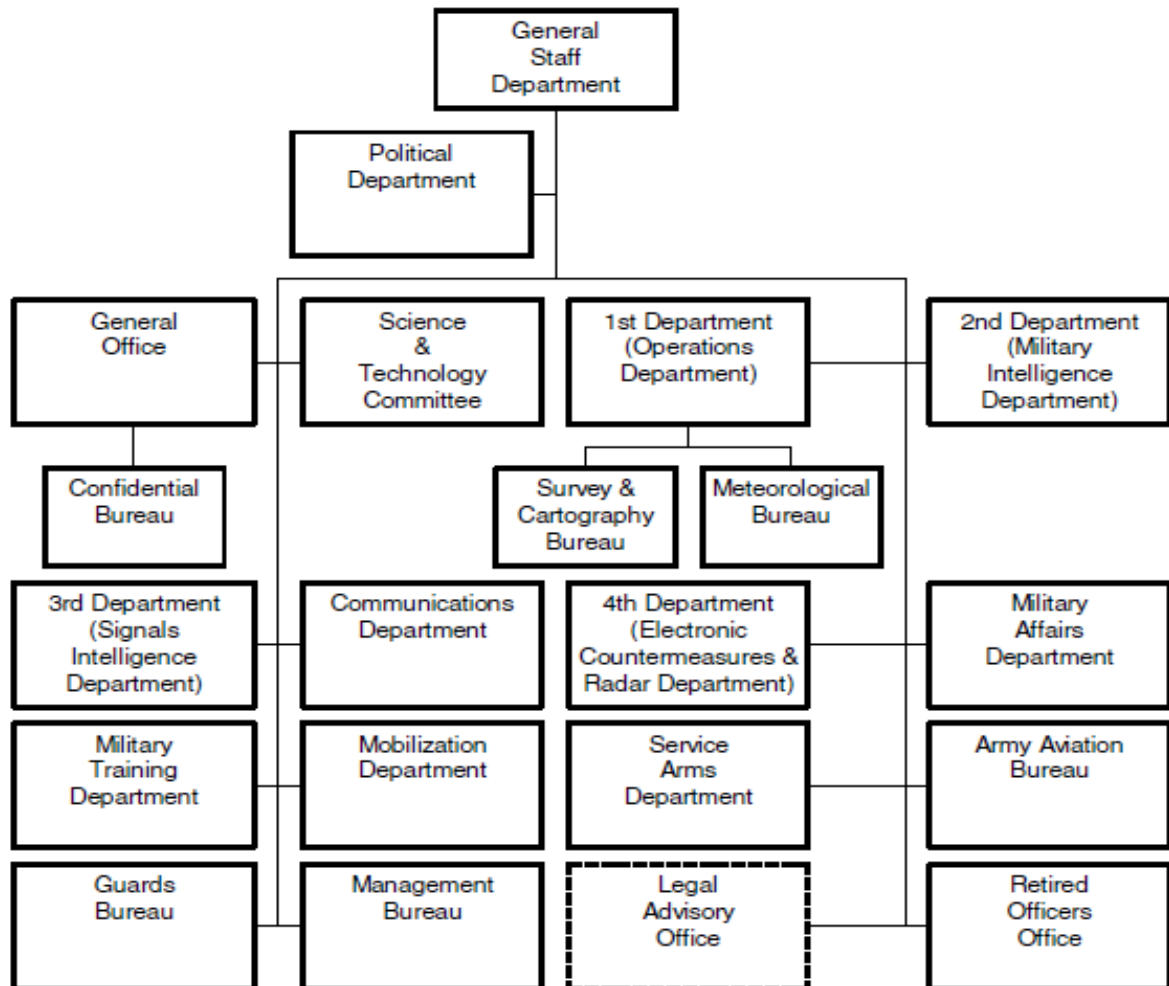 General
Staff
Department
Political
Department
General
Office
Science
&
Technology
Committee
1st Department
(Operations
Department)
2nd Department
(Military
Intelligence
Department)
Confidential
Bureau
Survey &
Cartography
Bureau
Meteorological
Bureau
3rd Department
(Signals
Intelligence
Department)
Communications
Department
4th Department
(Electronic
Countermeasures &
Radar Department)
Military
Affairs
Department
Military
Training
Department
Mobilization
Department
Service
Arms
Department
Army Aviation
Bureau
Guards
Bureau
Management
Bureau
Legal
Advisory
Office
Retired
Officers
Office